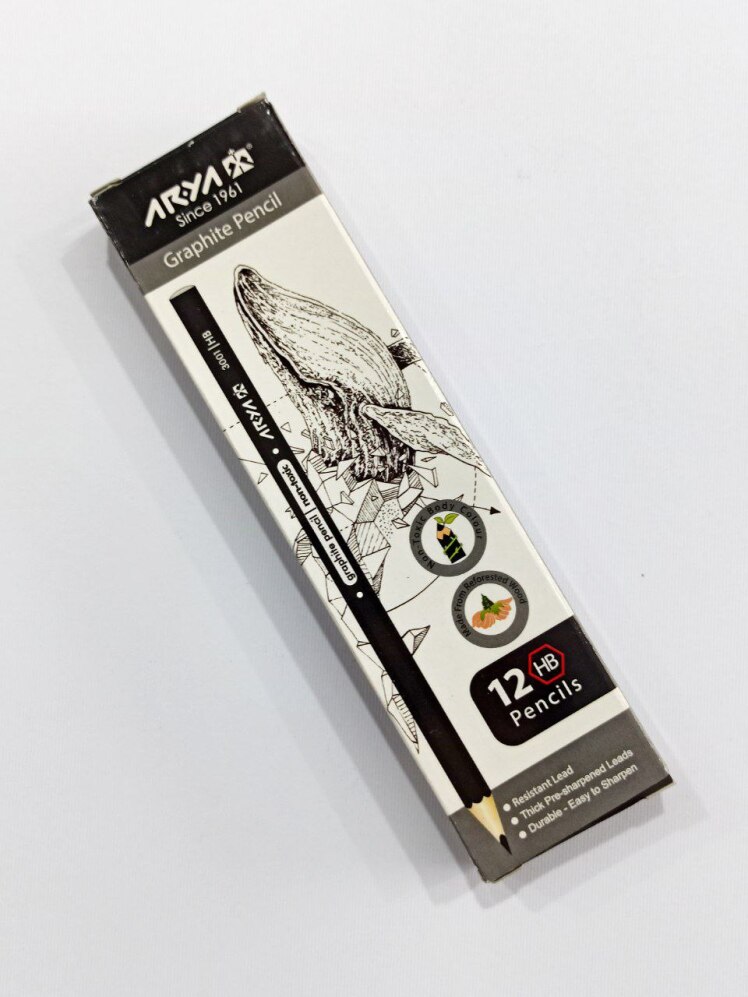 ARYA
Since 1961
Graphite Pencil
3001 | HB
ARYA
graphite pencil | non-toxic
Non-Toxic Body Colour
Made From Reforested Wood
12 HB
Pencils
Resistant Lead
Thick Pre-sharpened Leads
Durable - Easy to Sharpen